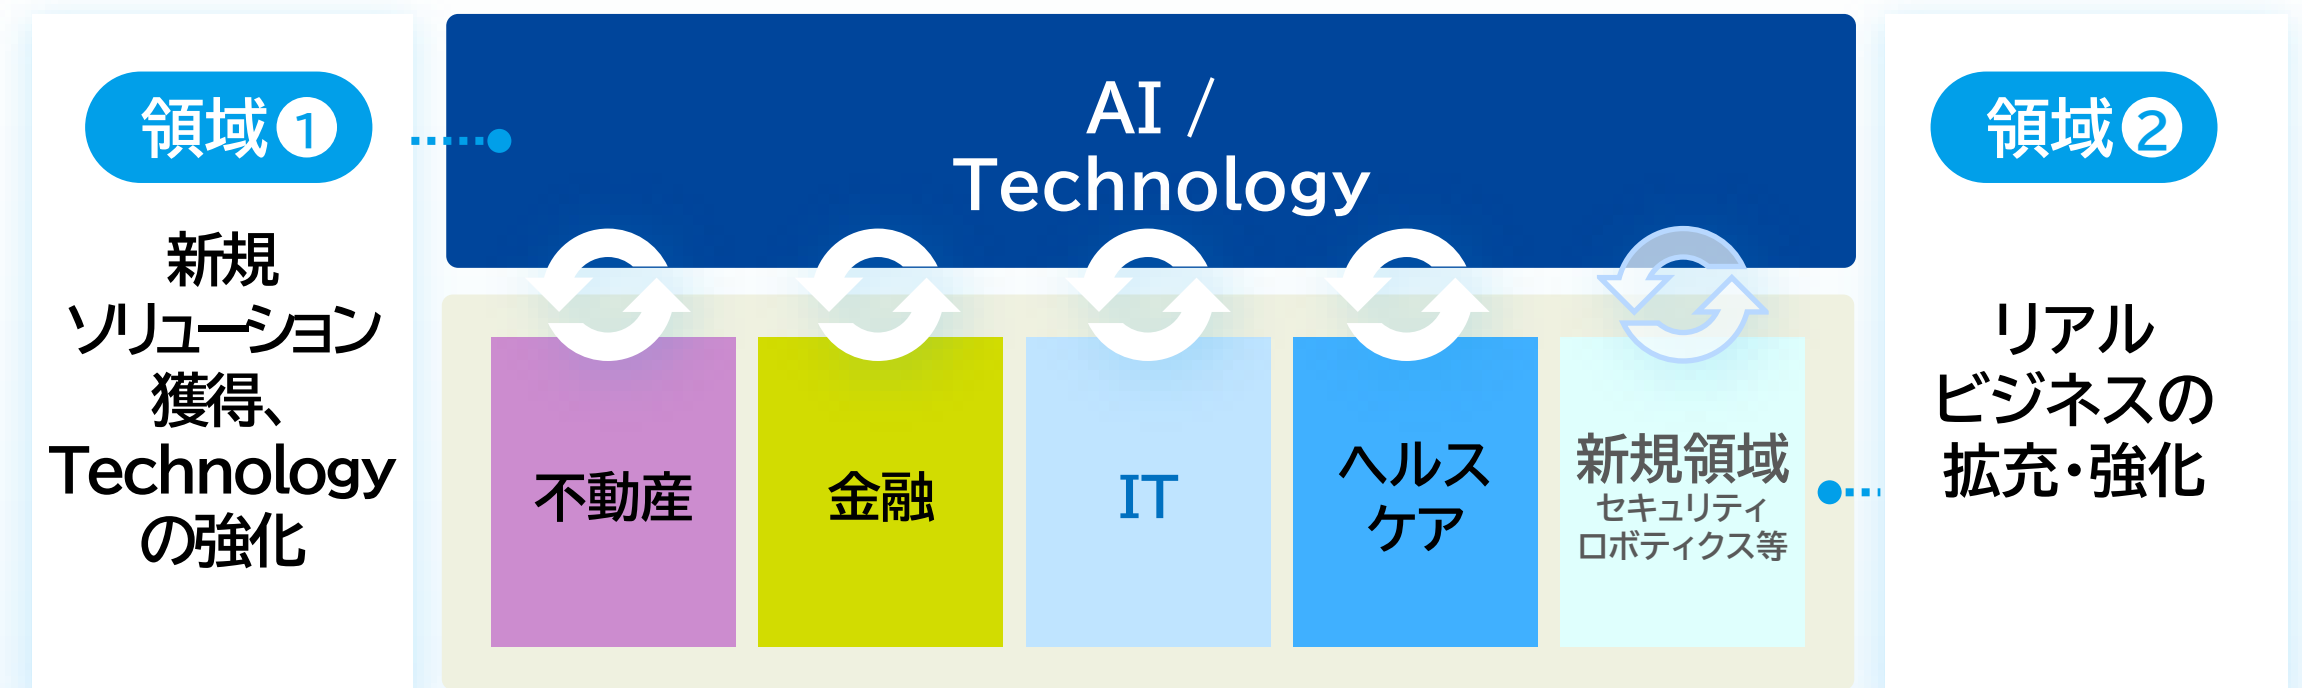 領域❶
新規
ソリューション
獲得、
Technology
の強化
AI /
Technology
不動産
金融
IT
ヘルス
ケア
新規領域
セキュリティ
ロボティクス等
領域❷
リアル
ビジネスの
拡充・強化